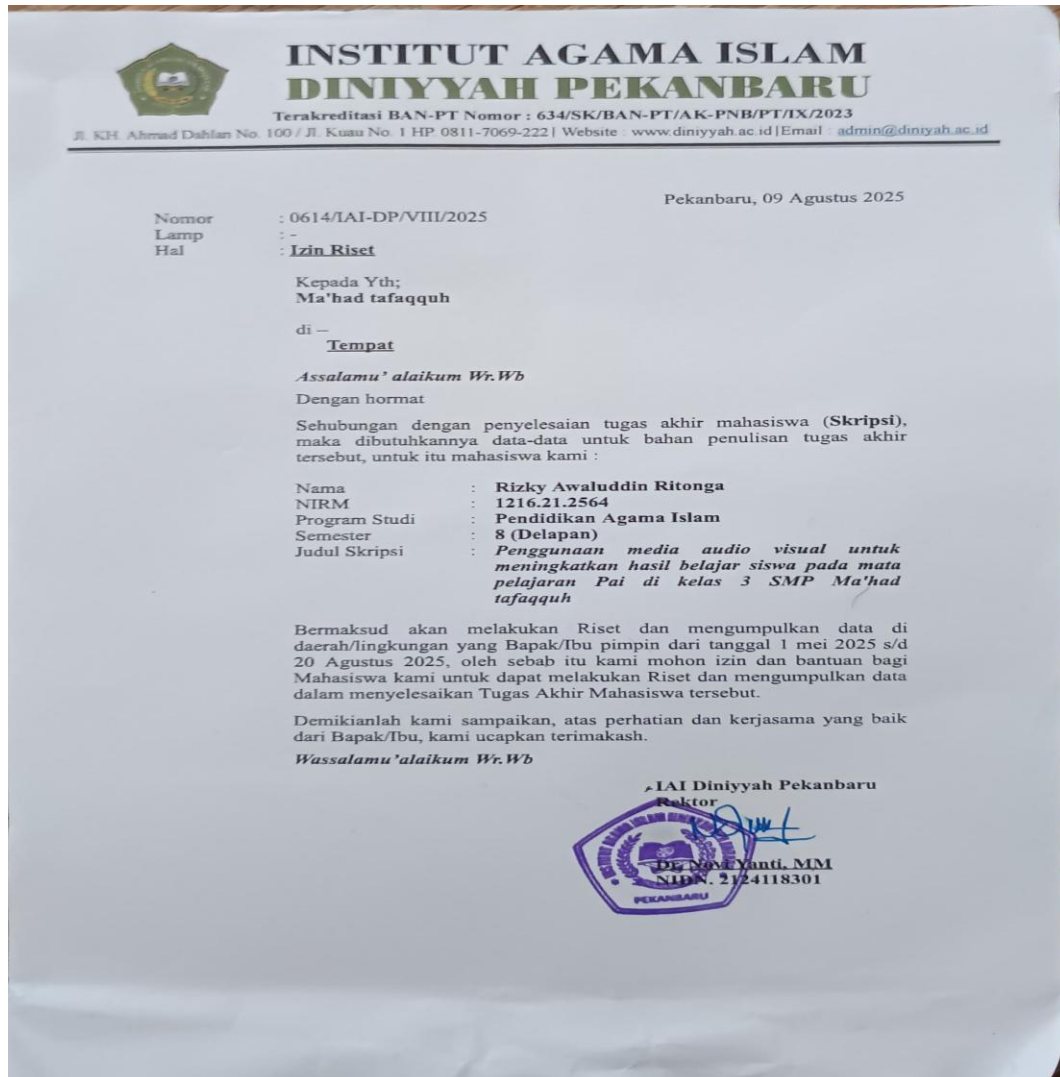 INSTITUT AGAMA ISLAM
DINIYYAH PEKANBARU
Terakreditasi BAN-PT Nomor : 634/SK/BAN-PT/AK-PNB/PT/IX/2023
Jl. KH. Ahmad Dahlan No. 100 / Jl. Kuau No. 1 HP 0811-7069-222 | Website : www.diniyyah.ac.id | Email : admin@diniyah.ac.id
Pekanbaru, 09 Agustus 2025
Nomor : 0614/IAI-DP/VIII/2025
Lamp : -
Hal : Izin Riset
Kepada Yth;
Ma'had tafaqquh
di –
Tempat
Assalamu' alaikum Wr.Wb
Dengan hormat
Sehubungan dengan penyelesaian tugas akhir mahasiswa (Skripsi),
maka dibutuhkannya data-data untuk bahan penulisan tugas akhir
tersebut, untuk itu mahasiswa kami :
Nama : Rizky Awaluddin Ritonga
NIRM : 1216.21.2564
Program Studi : Pendidikan Agama Islam
Semester : 8 (Delapan)
Judul Skripsi : Penggunaan media audio visual untuk
meningkatkan hasil belajar siswa pada mata
pelajaran Pai di kelas 3 SMP Ma'had
tafaqquh
Bermaksud akan melakukan Riset dan mengumpulkan data di
daerah/lingkungan yang Bapak/Ibu pimpin dari tanggal 1 mei 2025 s/d
20 Agustus 2025, oleh sebab itu kami mohon izin dan bantuan bagi
Mahasiswa kami untuk dapat melakukan Riset dan mengumpulkan data
dalam menyelesaikan Tugas Akhir Mahasiswa tersebut.
Demikianlah kami sampaikan, atas perhatian dan kerjasama yang baik
dari Bapak/Ibu, kami ucapkan terimakash.
Wassalamu'alaikum Wr.Wb
IAI Diniyyah Pekanbaru
Rektor
Dr. Novi Yanti, MM
NIDN. 2124118301
PEKANBARU